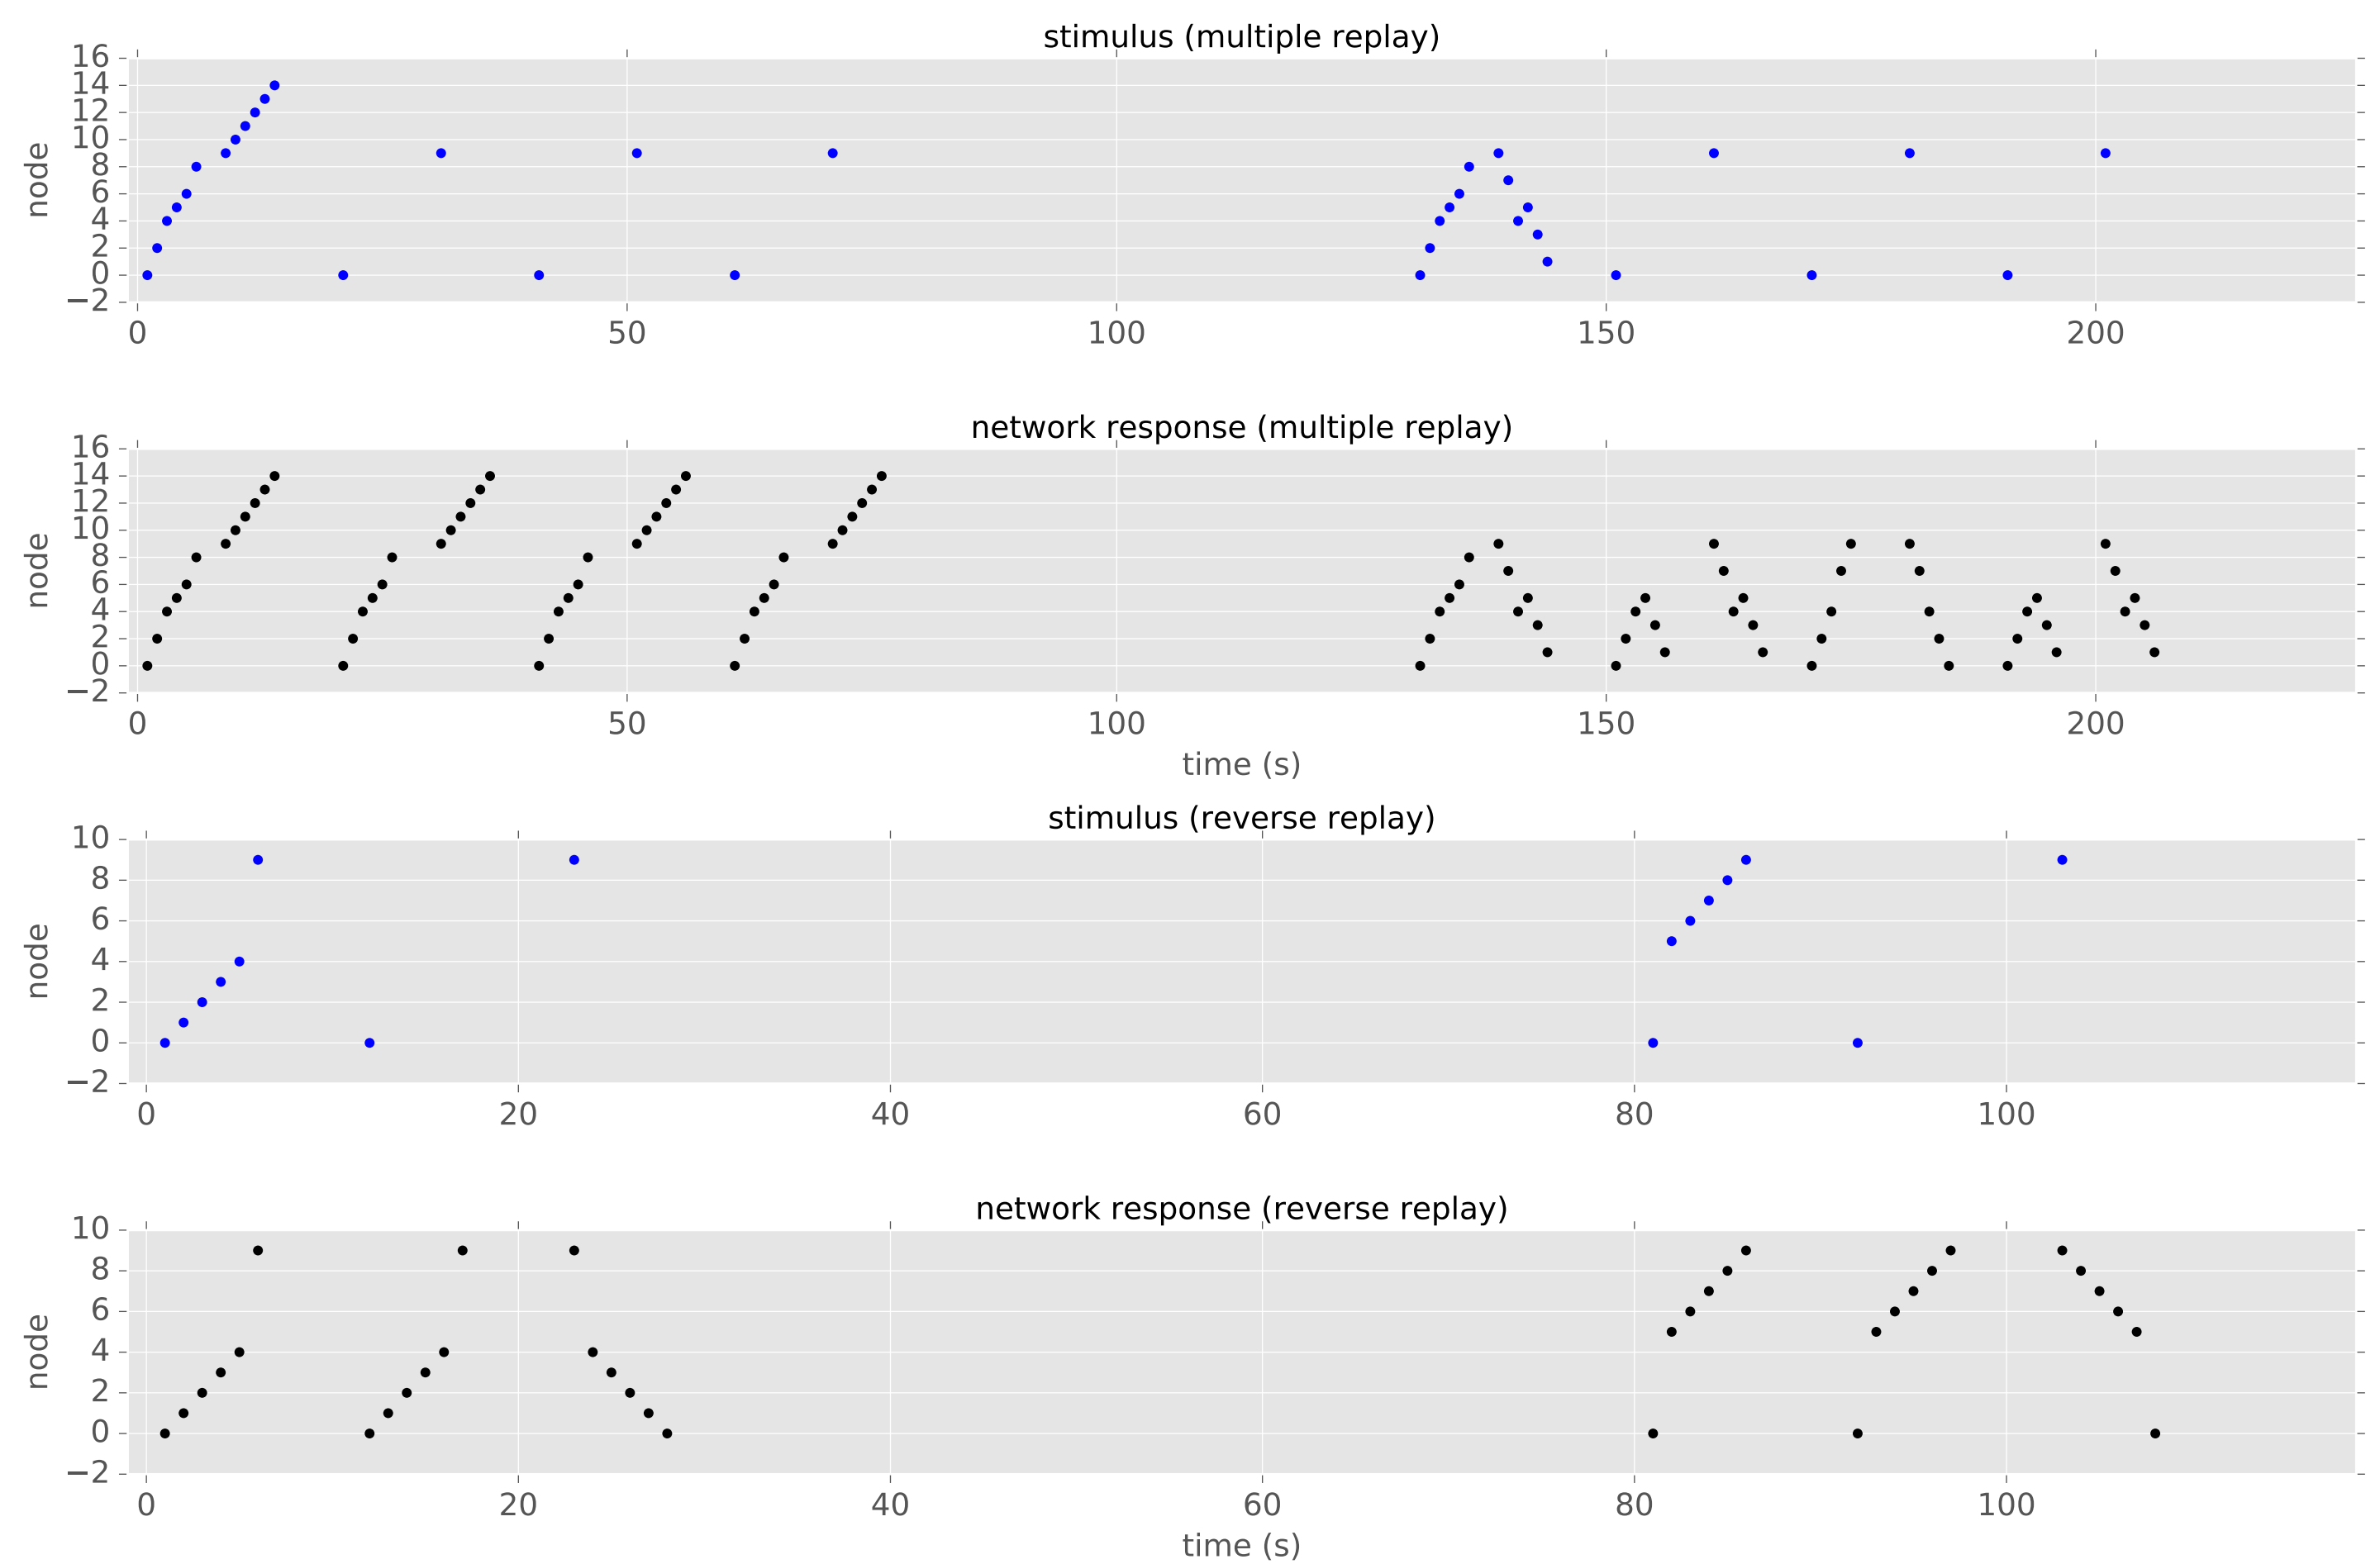 stimulus (multiple replay)
16
14
12
10
8
6
4
2
0
−2
node
0 50 100 150 200
network response (multiple replay)
16
14
12
10
8
6
4
2
0
−2
node
0 50 100 150 200
time (s)
stimulus (reverse replay)
10
8
6
4
2
0
−2
node
0 20 40 60 80 100
network response (reverse replay)
10
8
6
4
2
0
−2
node
0 20 40 60 80 100
time (s)